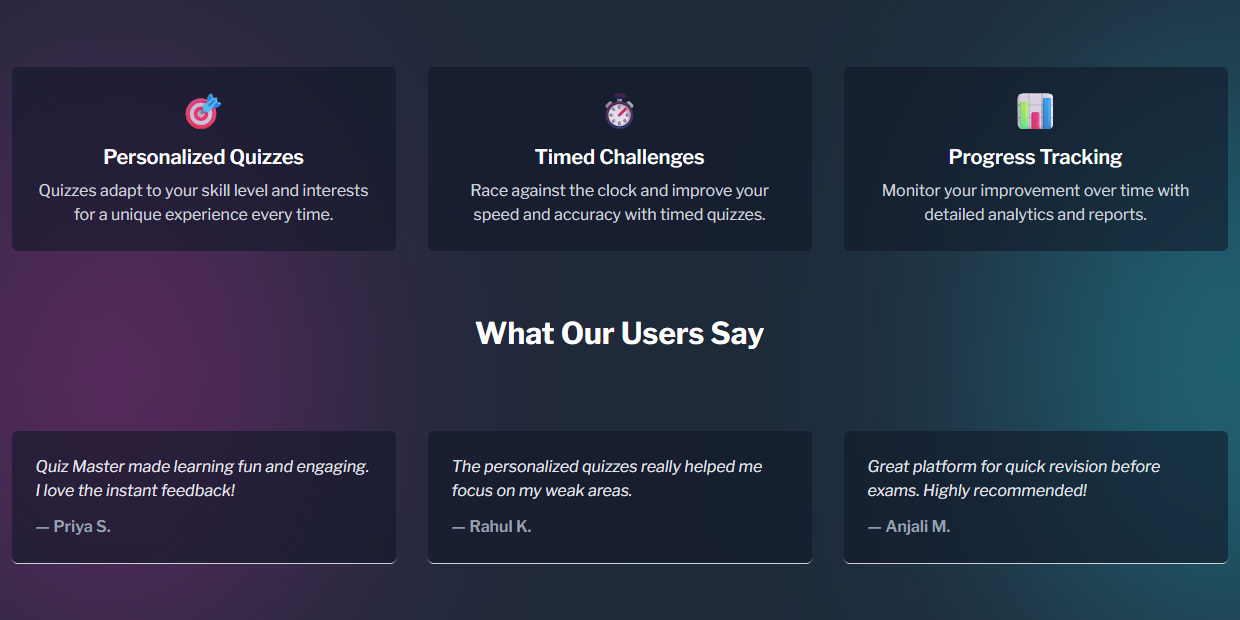 Personalized Quizzes
Quizzes adapt to your skill level and interests
for a unique experience every time.
Timed Challenges
Race against the clock and improve your
speed and accuracy with timed quizzes.
Progress Tracking
Monitor your improvement over time with
detailed analytics and reports.
What Our Users Say
Quiz Master made learning fun and engaging.
I love the instant feedback!
— Priya S.
The personalized quizzes really helped me
focus on my weak areas.
— Rahul K.
Great platform for quick revision before
exams. Highly recommended!
— Anjali M.